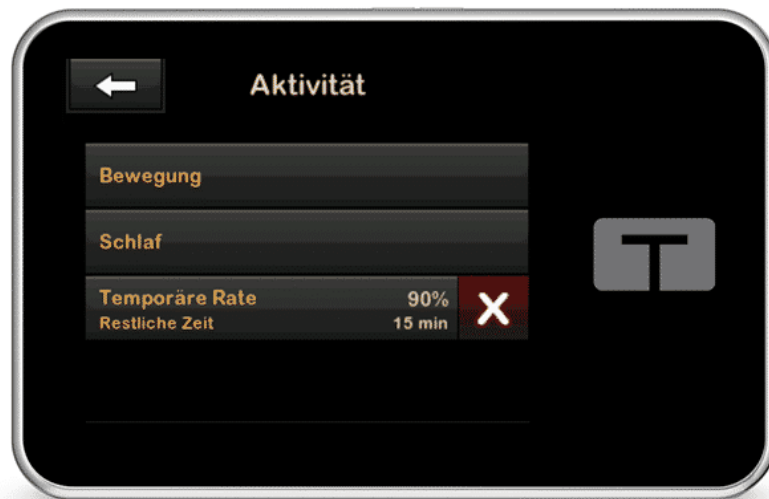 Aktivität
Bewegung
Schlaf
Temporäre Rate 90%
Restliche Zeit 15 min